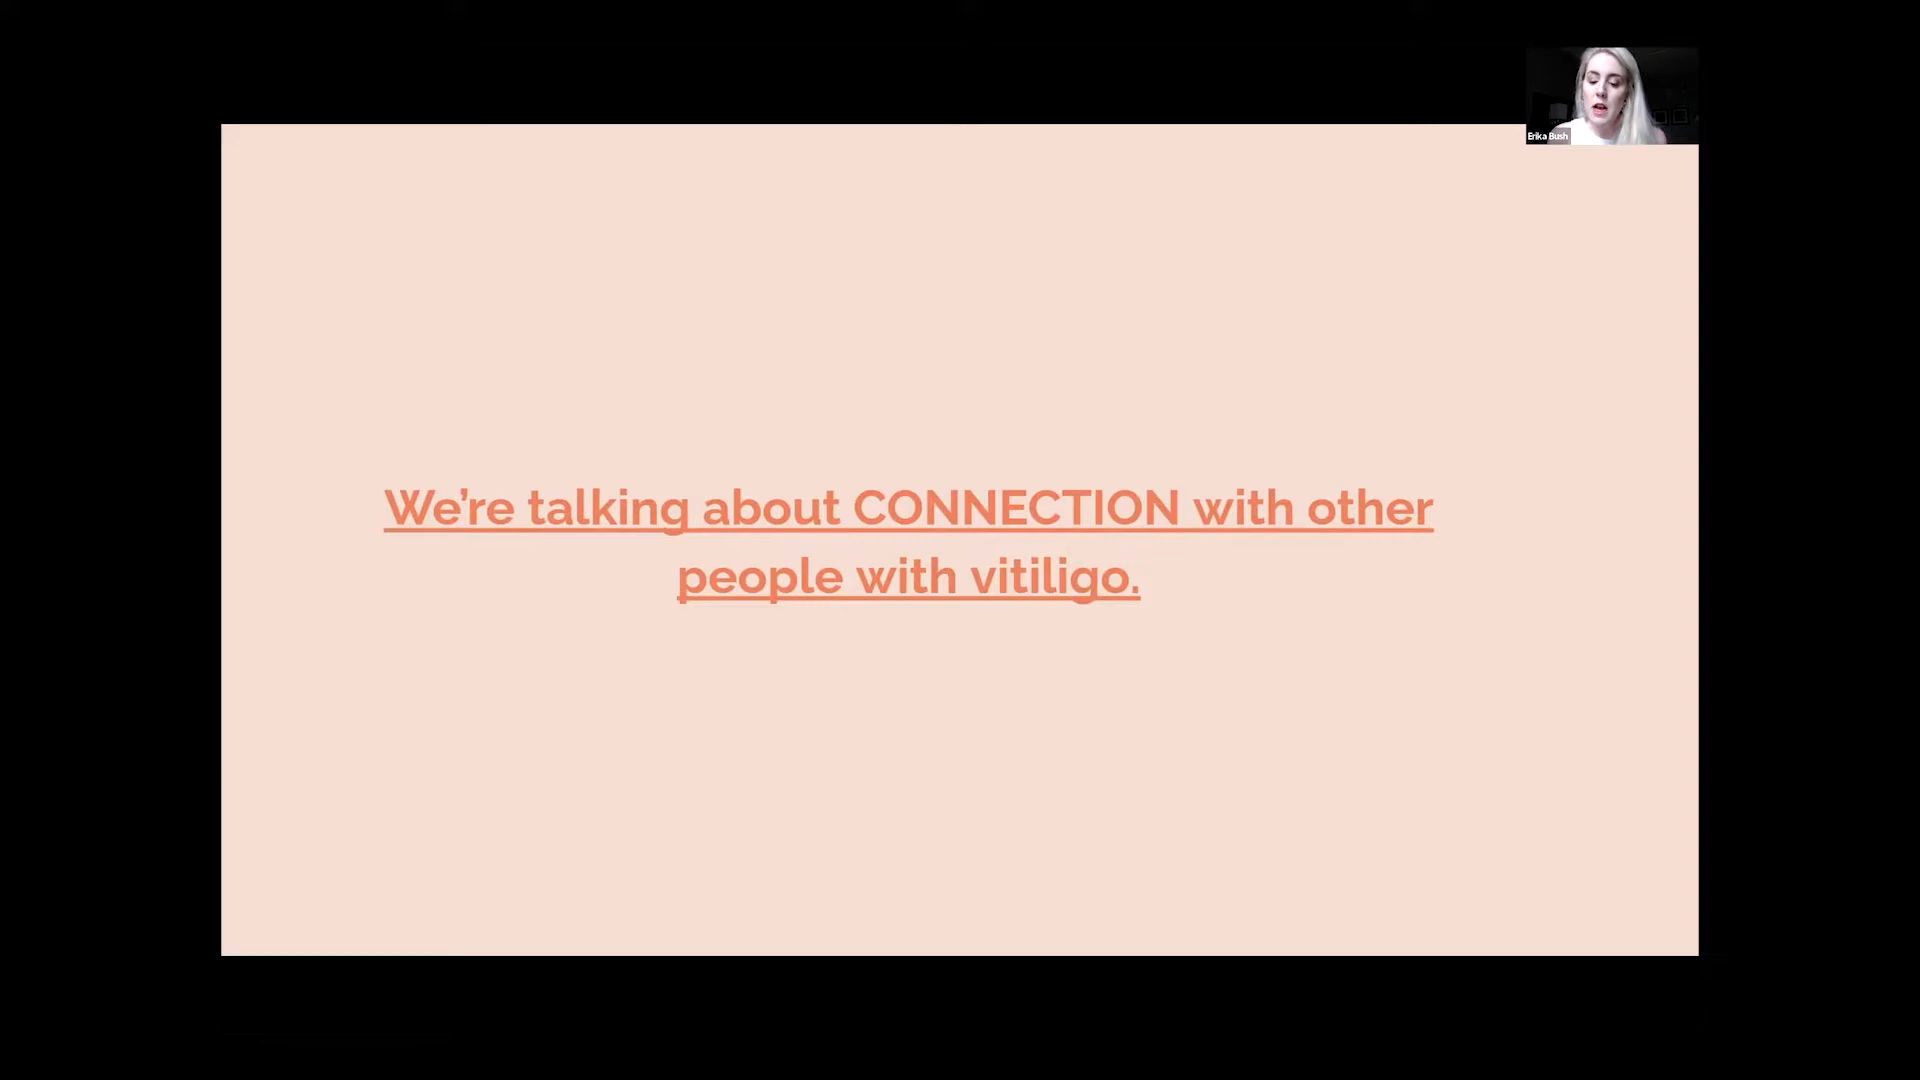 Erika Bush
We’re talking about CONNECTION with other
people with vitiligo.